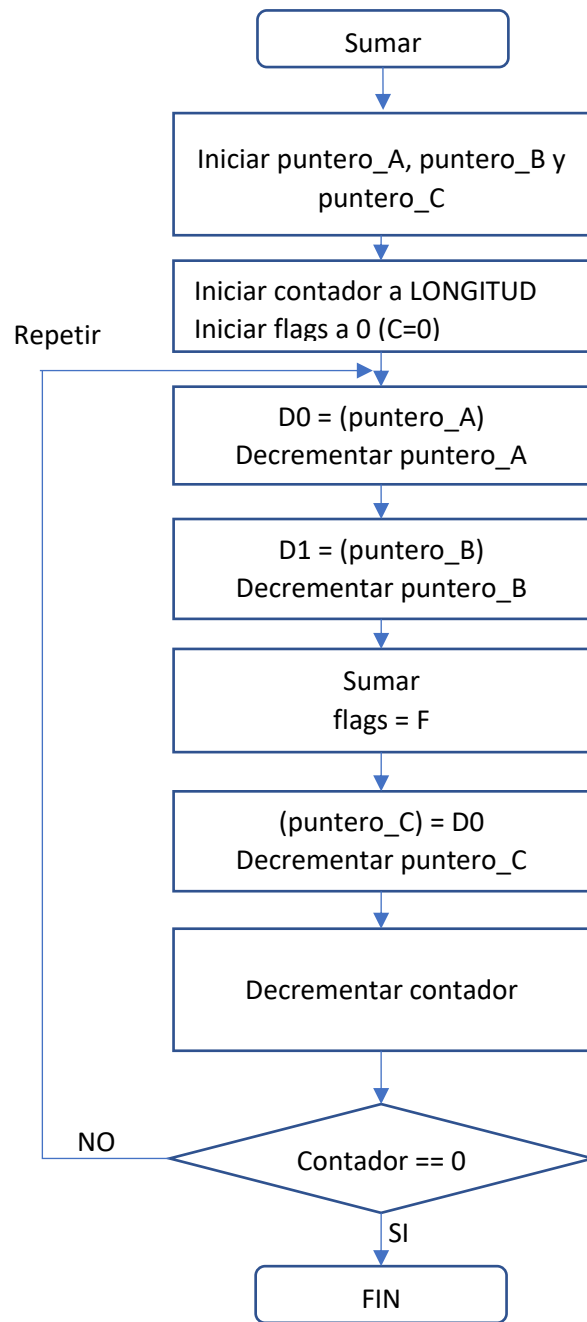 Sumar
Iniciar puntero_A, puntero_B y
puntero_C
Iniciar contador a LONGITUD
Iniciar flags a 0 (C=0)
Repetir
D0 = (puntero_A)
Decrementar puntero_A
D1 = (puntero_B)
Decrementar puntero_B
Sumar
flags = F
(puntero_C) = D0
Decrementar puntero_C
Decrementar contador
NO
Contador == 0
SI
FIN